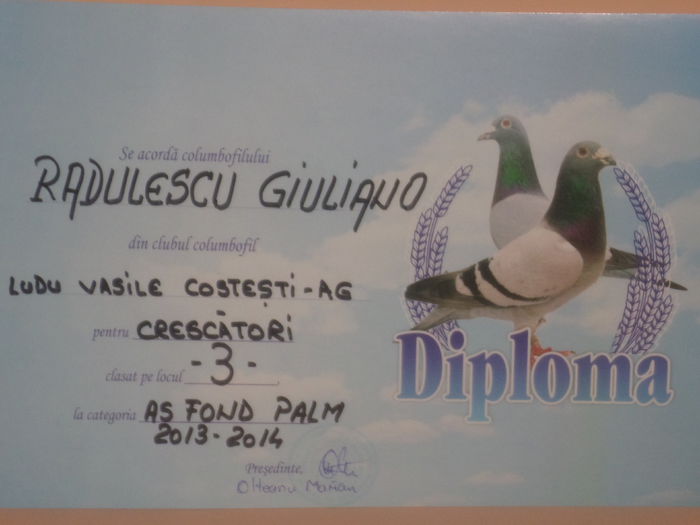 Se acordă columbofilului
RADULESCU GIULIANO
din clubul columbofil
LUDU VASILE COSTEȘTI-AG
pentru CRESCĂTORI
clasat pe locul -3-
la categoria AS FOND PALM
2013-2014
Președinte,
Olteanu Marian
Diploma